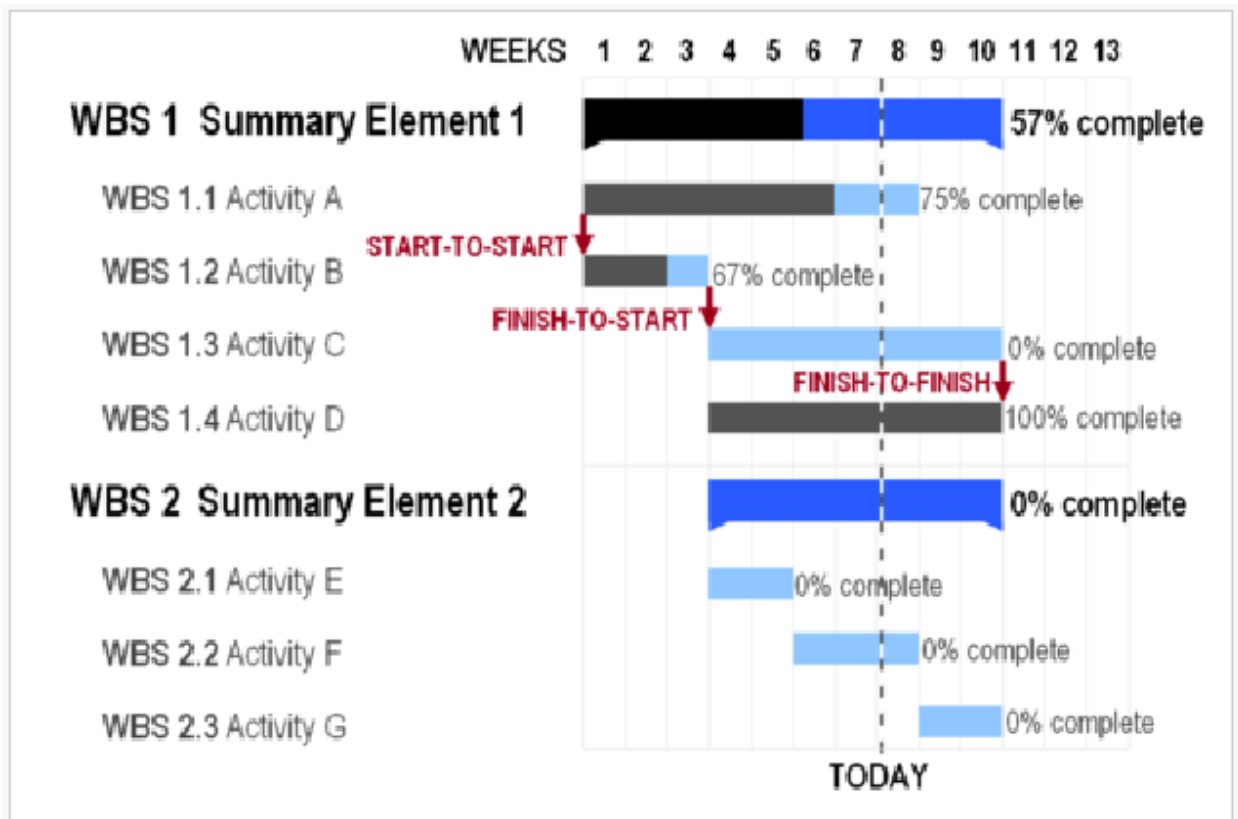 WEEKS 1 2 3 4 5 6 7 8 9 10 11 12 13
WBS 1 Summary Element 1 57% complete
WBS 1.1 Activity A 75% complete
START-TO-START
WBS 1.2 Activity B 67% complete
FINISH-TO-START
WBS 1.3 Activity C 0% complete
FINISH-TO-FINISH
WBS 1.4 Activity D 100% complete
WBS 2 Summary Element 2 0% complete
WBS 2.1 Activity E 0% complete
WBS 2.2 Activity F 0% complete
WBS 2.3 Activity G 0% complete
TODAY